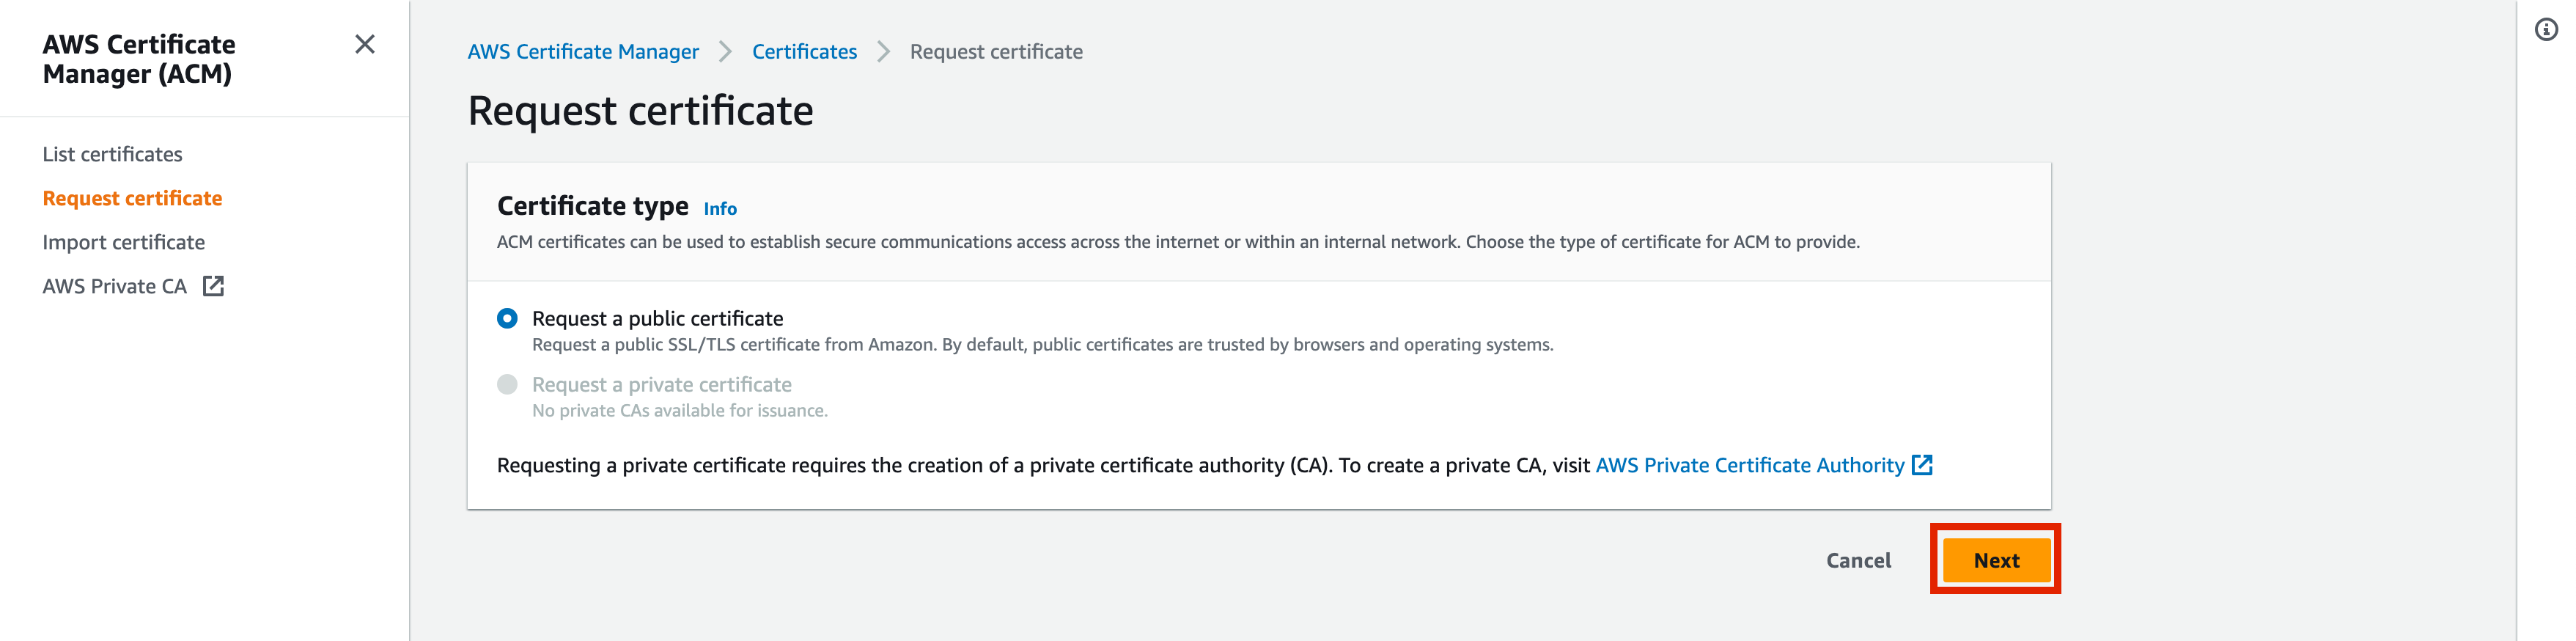 AWS Certificate
Manager (ACM)
List certificates
Request certificate
Import certificate
AWS Private CA
AWS Certificate Manager > Certificates > Request certificate
Request certificate
Certificate type Info
ACM certificates can be used to establish secure communications access across the internet or within an internal network. Choose the type of certificate for ACM to provide.
Request a public certificate
Request a public SSL/TLS certificate from Amazon. By default, public certificates are trusted by browsers and operating systems.
Request a private certificate
No private CAs available for issuance.
Requesting a private certificate requires the creation of a private certificate authority (CA). To create a private CA, visit AWS Private Certificate Authority
Cancel Next